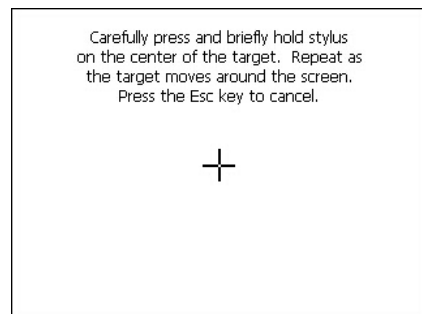 Carefully press and briefly hold stylus
on the center of the target.  Repeat as
the target moves around the screen.
Press the Esc key to cancel.